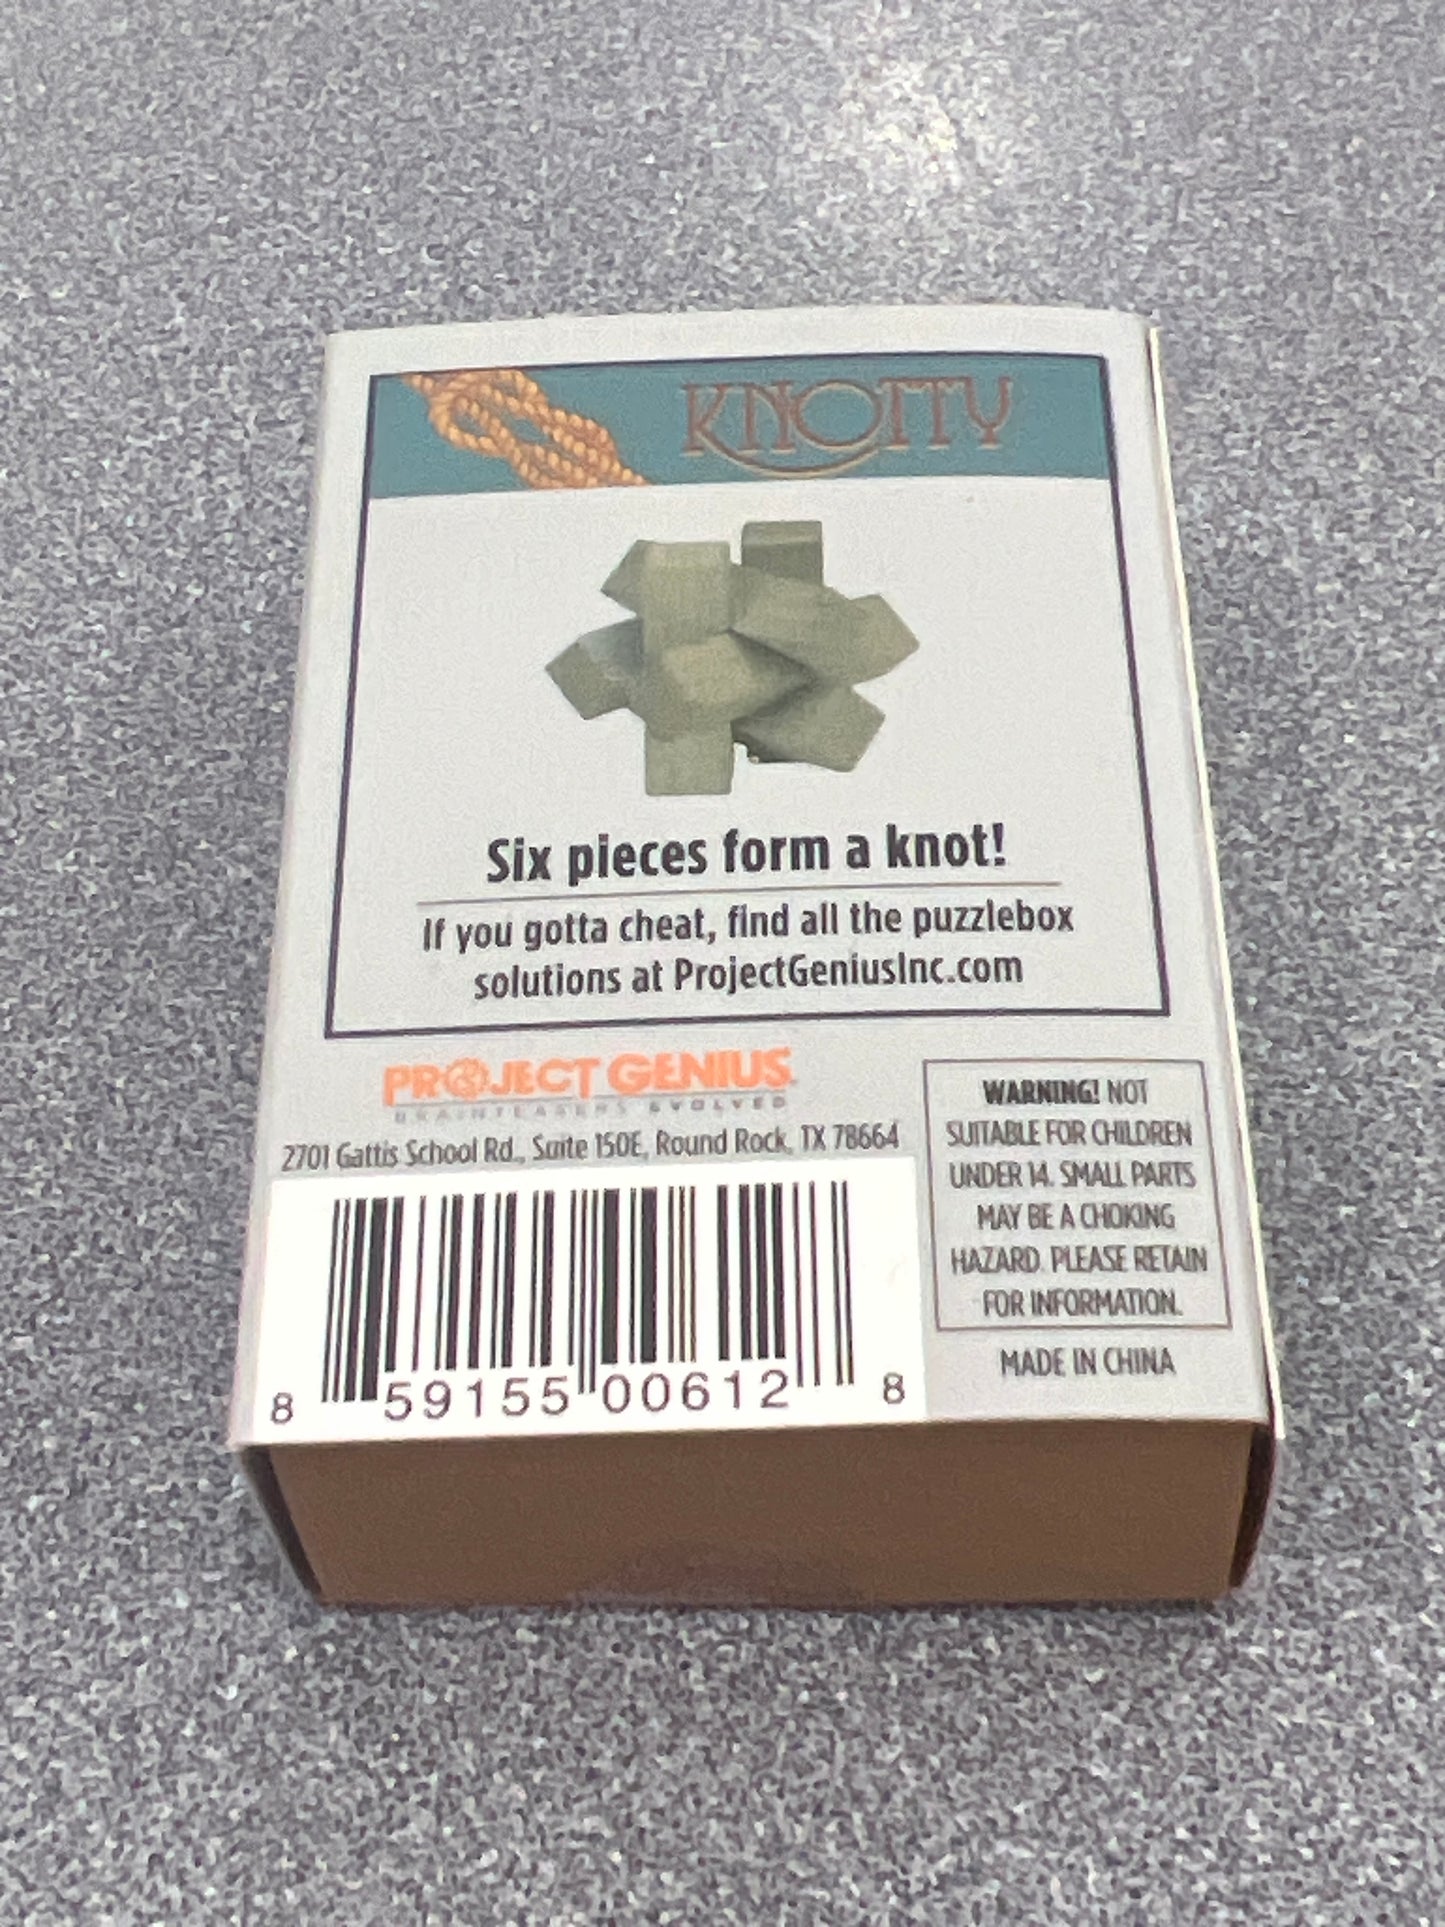 KNOTTY
Six pieces form a knot!
If you gotta cheat, find all the puzzlebox
solutions at ProjectGeniusInc.com
PROJECT GENIUS
BRAINTEASERS EVOLVED
2701 Gattis School Rd., Suite 150E, Round Rock, TX 78664
8 59155 00612 8
WARNING! NOT
SUITABLE FOR CHILDREN
UNDER 14. SMALL PARTS
MAY BE A CHOKING
HAZARD. PLEASE RETAIN
FOR INFORMATION.
MADE IN CHINA